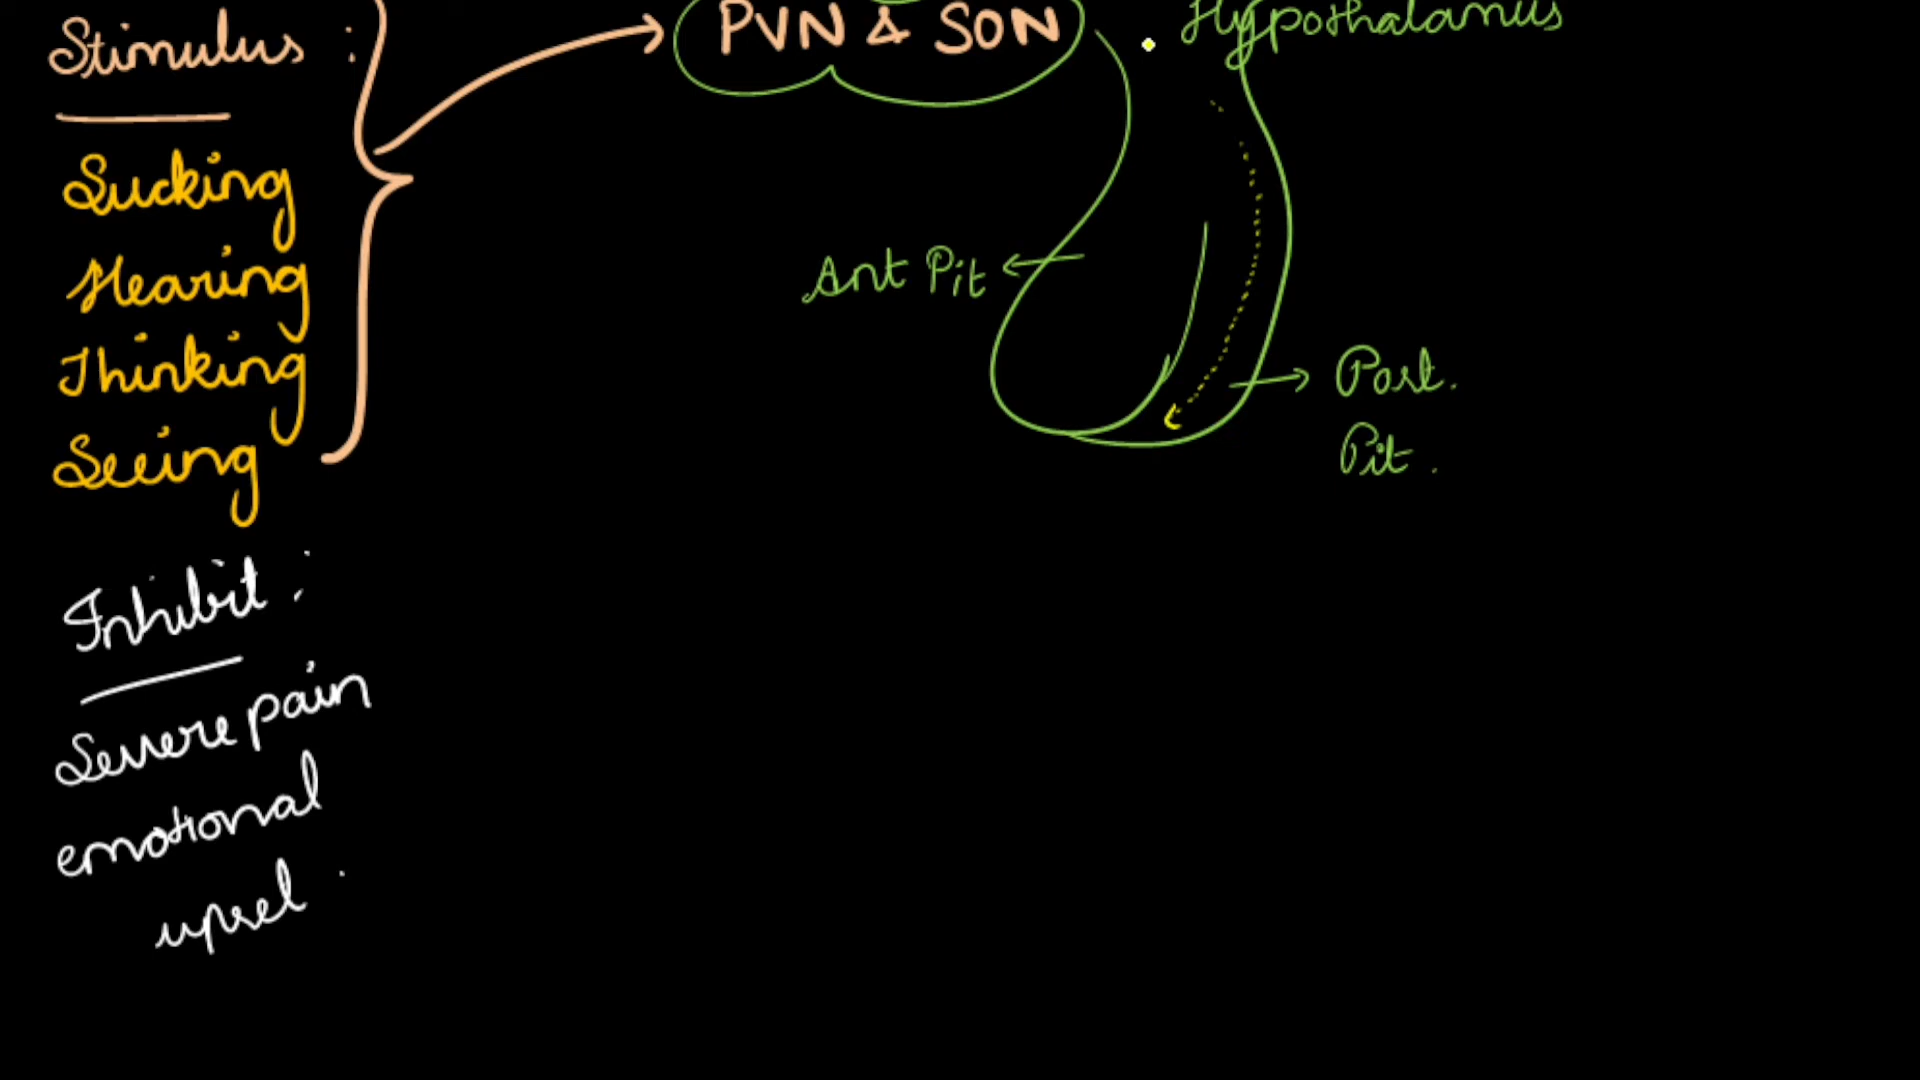 Stimulus :
Sucking
Hearing
Thinking
Seeing
Inhibit :
Severe pain
emotional
upset .
PVN & SON
Hypothalamus
Ant Pit
Post.
Pit .